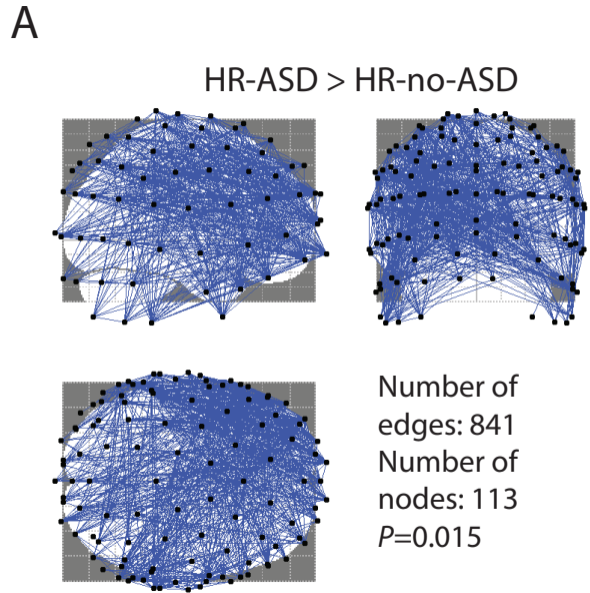 A
HR-ASD > HR-no-ASD
Number of
edges: 841
Number of
nodes: 113
P=0.015